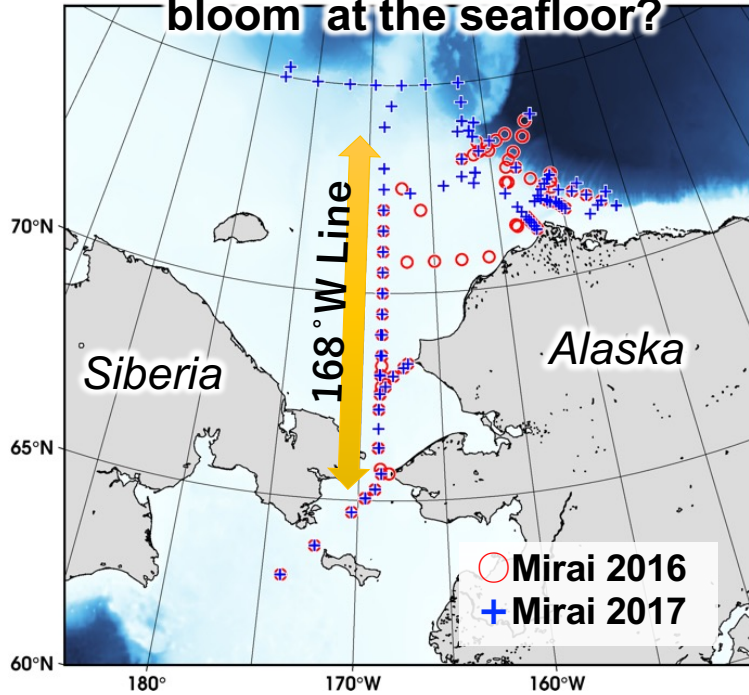 bloom at the seafloor?
70°N
168°W Line
Siberia
Alaska
65°N
Mirai 2016
Mirai 2017
60°N
180°
170°W
160°W